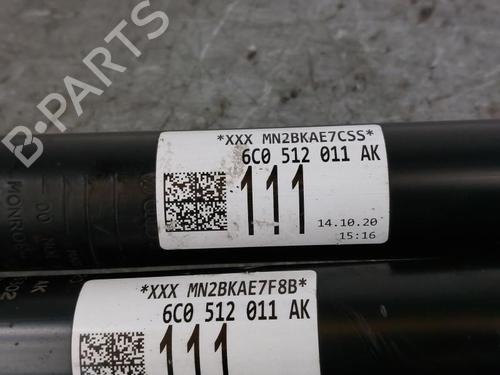 *XXX MN2BKAE7CSS*
6C0 512 011 AK
111
14.10.20
15:16
*XXX MN2BKAE7F8B*
6C0 512 011 AK
111
B-PARTS